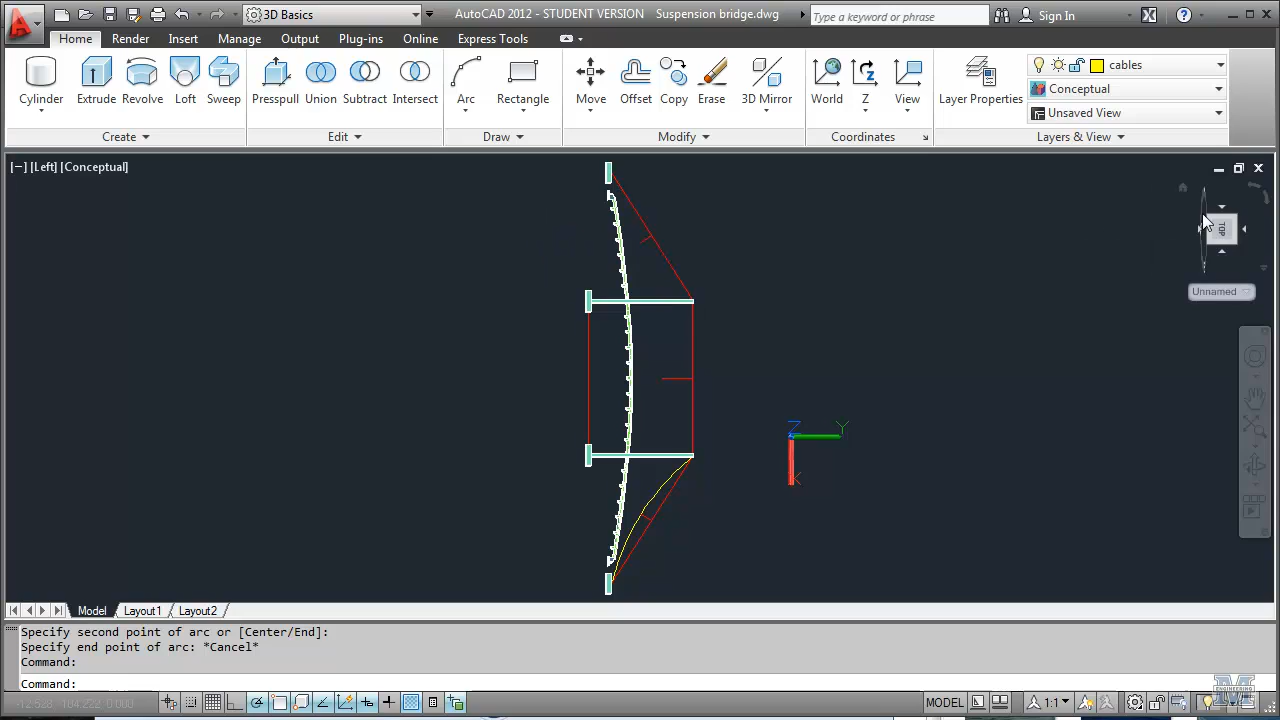 3D Basics
AutoCAD 2012 - STUDENT VERSION Suspension bridge.dwg
Type a keyword or phrase
Sign In
Home Render Insert Manage Output Plug-ins Online Express Tools
Cylinder Extrude Revolve Loft Sweep Presspull Union Subtract Intersect Arc Rectangle Move Offset Copy Erase 3D Mirror World Z View Layer Properties
cables
Conceptual
Unsaved View
Create Edit Draw Modify Coordinates Layers & View
[−] [Left] [Conceptual]
TOP
Unnamed
Z
Y
X
Model Layout1 Layout2
Specify second point of arc or [Center/End]:
Specify end point of arc: *Cancel*
Command:
Command:
MODEL
1:1
ENGINEERING